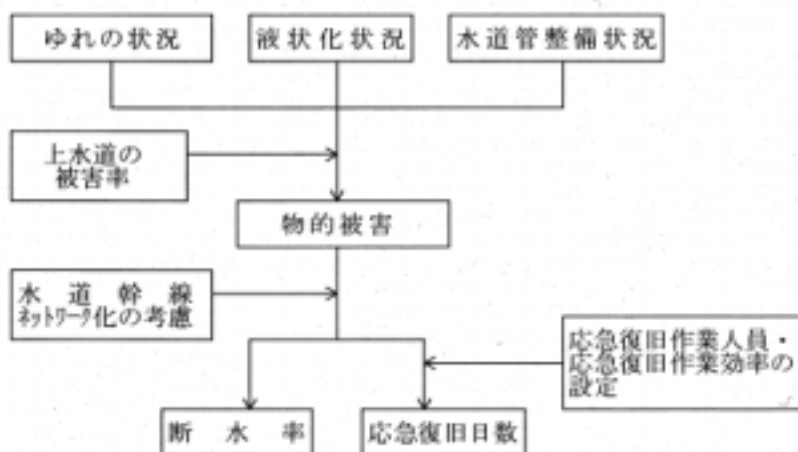 ゆれの状況
液状化状況
水道管整備状況
上水道の
被害率
物的被害
水道幹線
ネットワーク化の考慮
応急復旧作業人員・
応急復旧作業効率の
設定
断水率
応急復旧日数